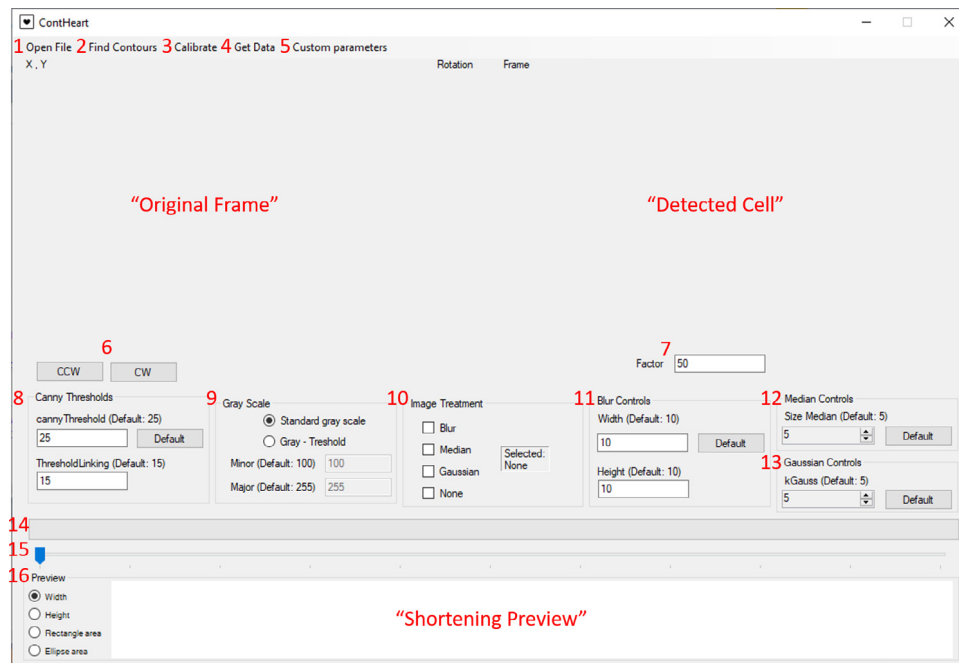 ContHeart
1 Open File 2 Find Contours 3 Calibrate 4 Get Data 5 Custom parameters
X , Y Rotation Frame
“Original Frame” “Detected Cell”
6
CCW CW
7
Factor 50
8 Canny Thresholds
cannyThreshold (Default: 25)
25 Default
ThresholdLinking (Default: 15)
15
9 Gray Scale
Standard gray scale
Gray - Treshold
Minor (Default: 100) 100
Major (Default: 255) 255
10 Image Treatment
Blur
Median
Gaussian
None
Selected:
None
11 Blur Controls
Width (Default: 10)
10 Default
Height (Default: 10)
10
12 Median Controls
Size Median (Default: 5)
5 Default
13 Gaussian Controls
kGauss (Default: 5)
5 Default
14
15
16 Preview
Width
Height
Rectangle area
Ellipse area
“Shortening Preview”